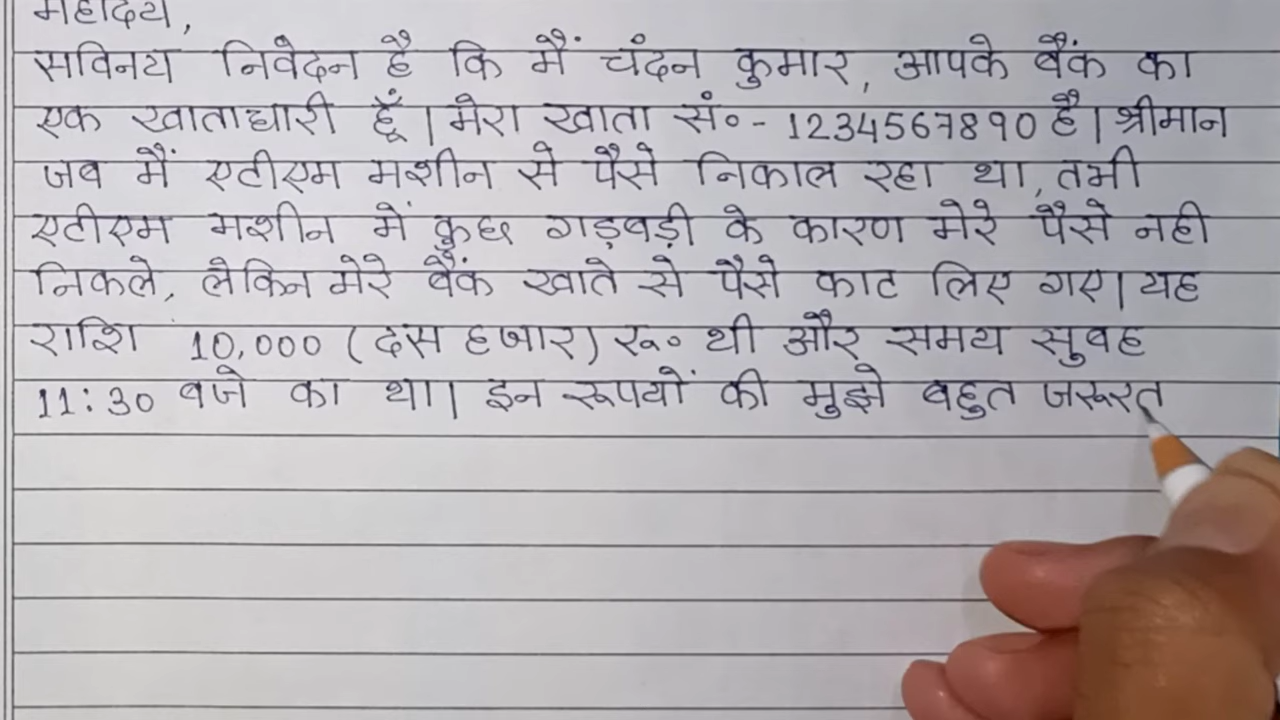 महोदय,
सविनय निवेदन है कि मैं चंदन कुमार, आपके बैंक का
एक खाताधारी हूँ। मेरा खाता सं०- 1234567890 है। श्रीमान
जब मैं एटीएम मशीन से पैसे निकाल रहा था, तभी
एटीएम मशीन में कुछ गड़बड़ी के कारण मेरे पैसे नही
निकले, लेकिन मेरे बैंक खाते से पैसे काट लिए गए। यह
राशि 10,000 (दस हजार) रू० थी और समय सुबह
11:30 बजे का था। इन रूपयों की मुझे बहुत जरूरत